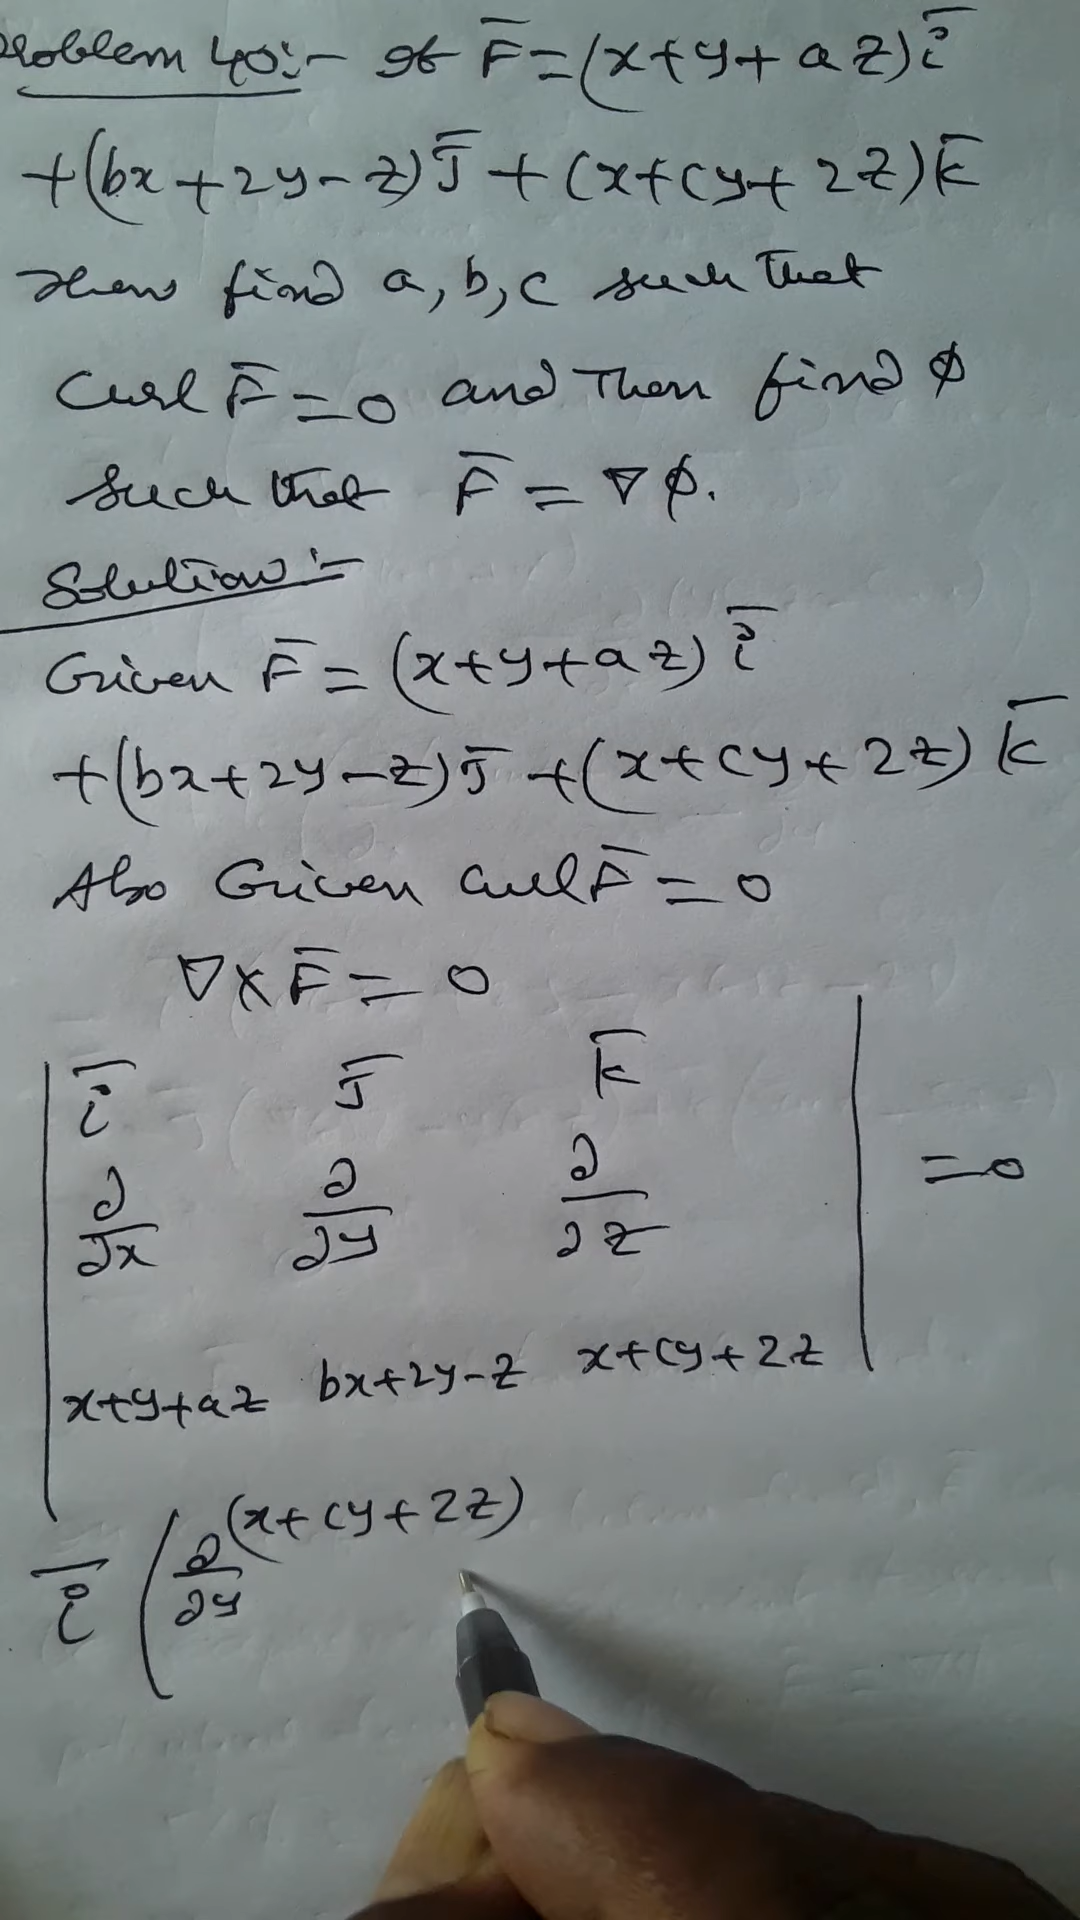 Problem 40:- If F̅=(x+y+az)i̅
+(bx+2y-z)J̅+(x+cy+2z)k̅
then find a,b,c such that
Curl F̅=0 and Then find ϕ
such that F̅=∇ϕ.
Solution:-
Given F̅=(x+y+az)i̅
+(bx+2y-z)J̅+(x+cy+2z)k̅
Also Given curl F̅=0
∇×F̅=0
i̅ J̅ k̅
∂/∂x ∂/∂y ∂/∂z =0
x+y+az bx+2y-z x+cy+2z
i̅(∂/∂y(x+cy+2z)